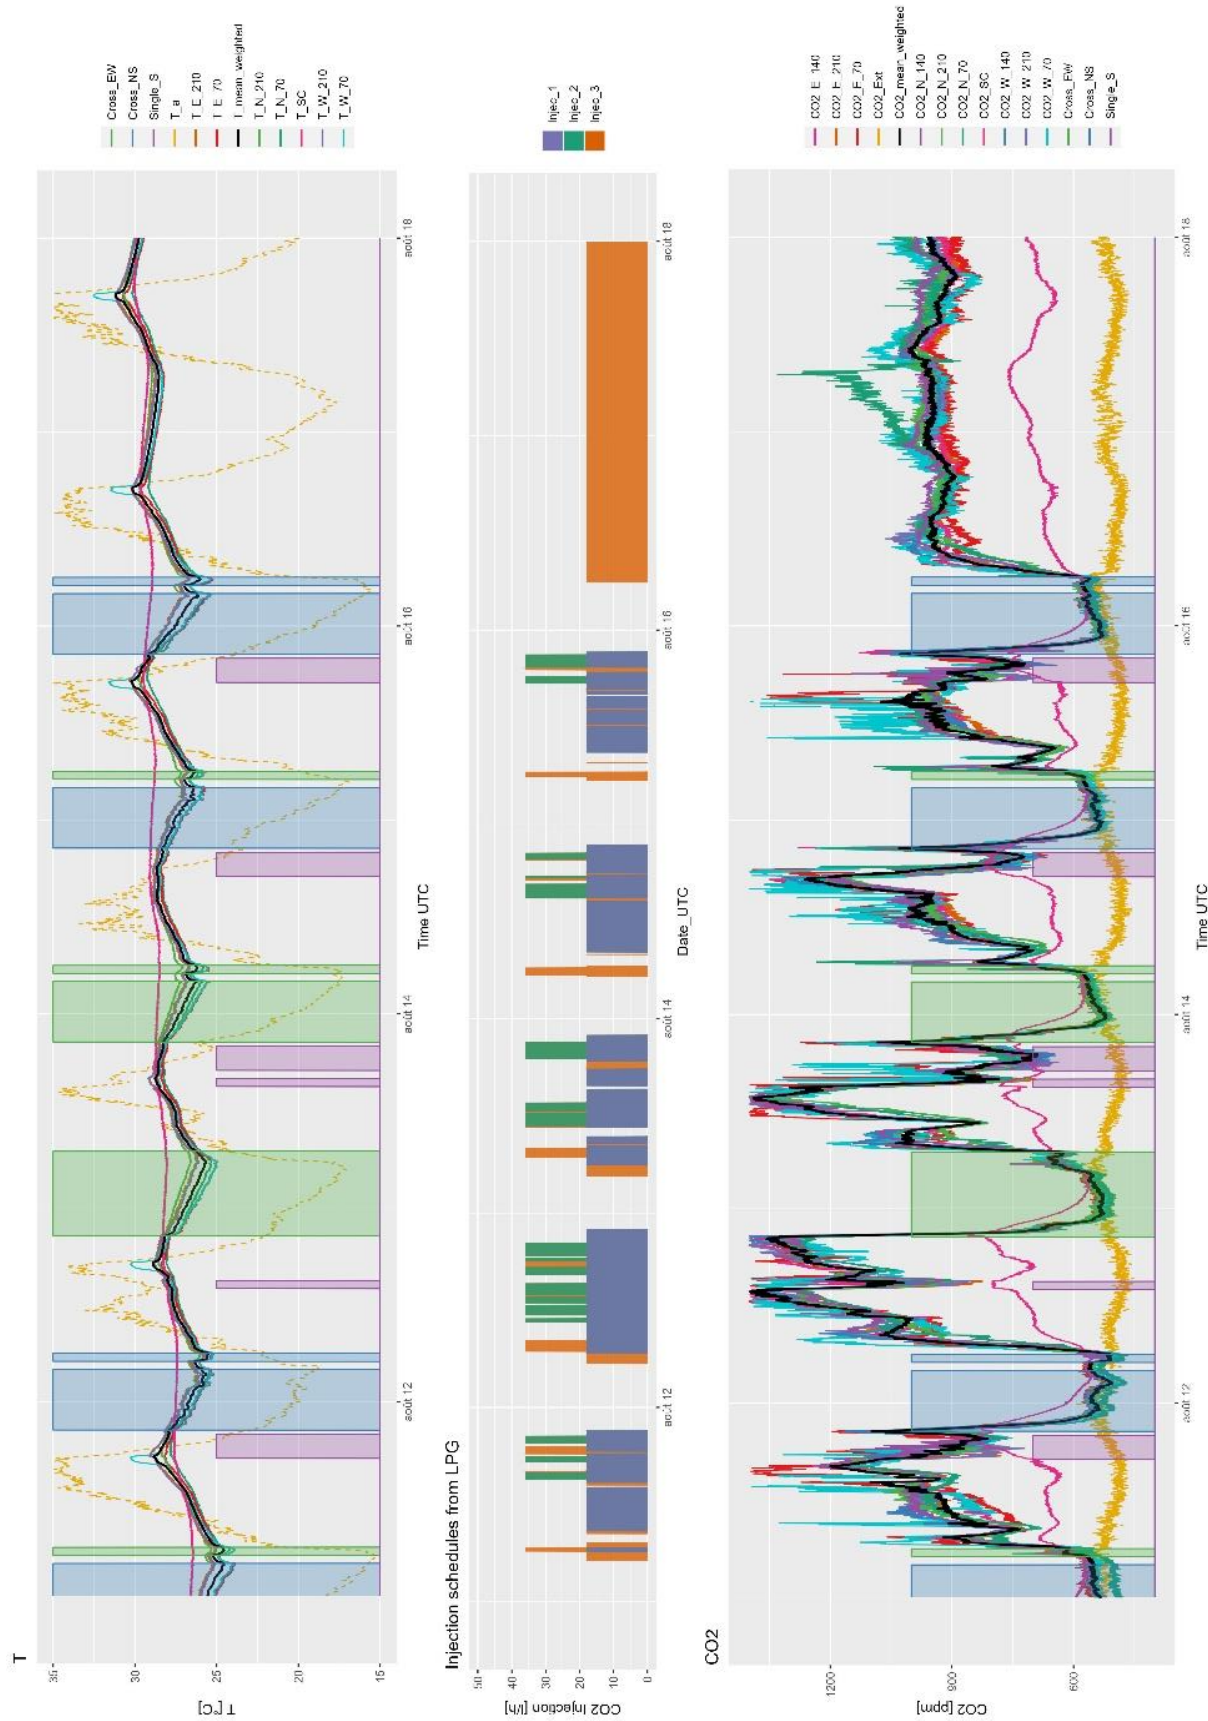 T
35
30
25
20
15
T [°C]
août 12
août 14
août 16
août 18
Time UTC
Cross_EW
Cross_NS
Single_S
T_a
T_E_210
T_E_70
T_mean_weighted
T_N_210
T_N_70
T_SC
T_W_210
T_W_70
Injection schedules from LPG
50
40
30
20
10
0
CO2 Injection [l/h]
août 12
août 14
août 16
août 18
Date_UTC
Injec_1
Injec_2
Injec_3
CO2
1200
900
600
CO2 [ppm]
août 12
août 14
août 16
août 18
Time UTC
CO2_E_140
CO2_E_210
CO2_E_70
CO2_Ext
CO2_mean_weighted
CO2_N_140
CO2_N_210
CO2_N_70
CO2_SC
CO2_W_140
CO2_W_210
CO2_W_70
Cross_EW
Cross_NS
Single_S